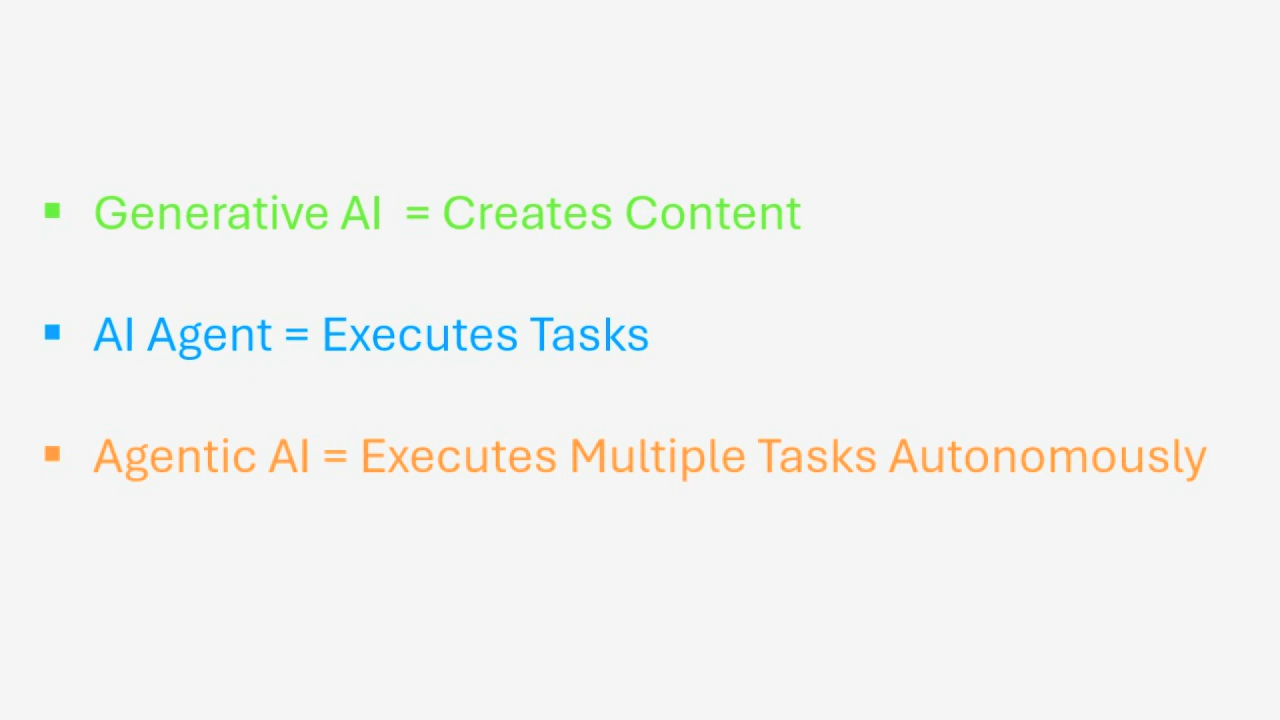 ▪ Generative AI  = Creates Content
▪ AI Agent = Executes Tasks
▪ Agentic AI = Executes Multiple Tasks Autonomously